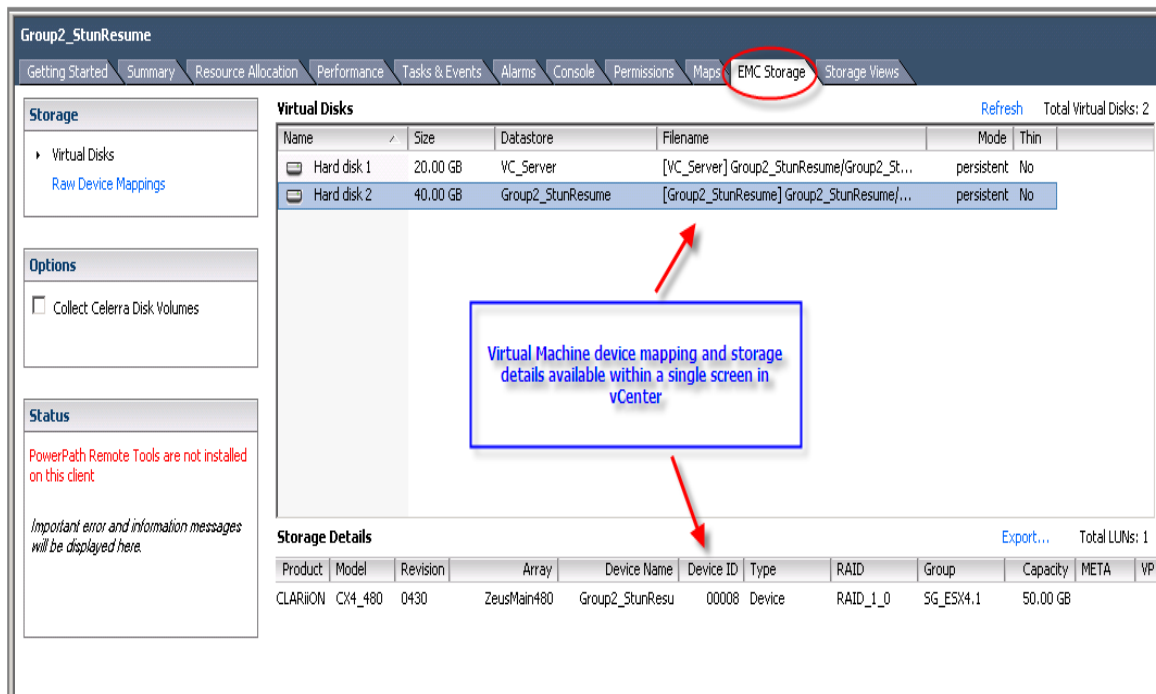 Group2_StunResume
Getting Started Summary Resource Allocation Performance Tasks & Events Alarms Console Permissions Maps EMC Storage Storage Views
Storage
Virtual Disks
Raw Device Mappings
Options
Collect Celerra Disk Volumes
Status
PowerPath Remote Tools are not installed
on this client
Important error and information messages
will be displayed here.
Virtual Disks Refresh Total Virtual Disks: 2
Name Size Datastore Filename Mode Thin
Hard disk 1 20.00 GB VC_Server [VC_Server] Group2_StunResume/Group2_St... persistent No
Hard disk 2 40.00 GB Group2_StunResume [Group2_StunResume] Group2_StunResume/... persistent No
Virtual Machine device mapping and storage
details available within a single screen in
vCenter
Storage Details Export... Total LUNs: 1
Product Model Revision Array Device Name Device ID Type RAID Group Capacity META VP
CLARiiON CX4_480 0430 ZeusMain480 Group2_StunResu 00008 Device RAID_1_0 SG_ESX4.1 50.00 GB